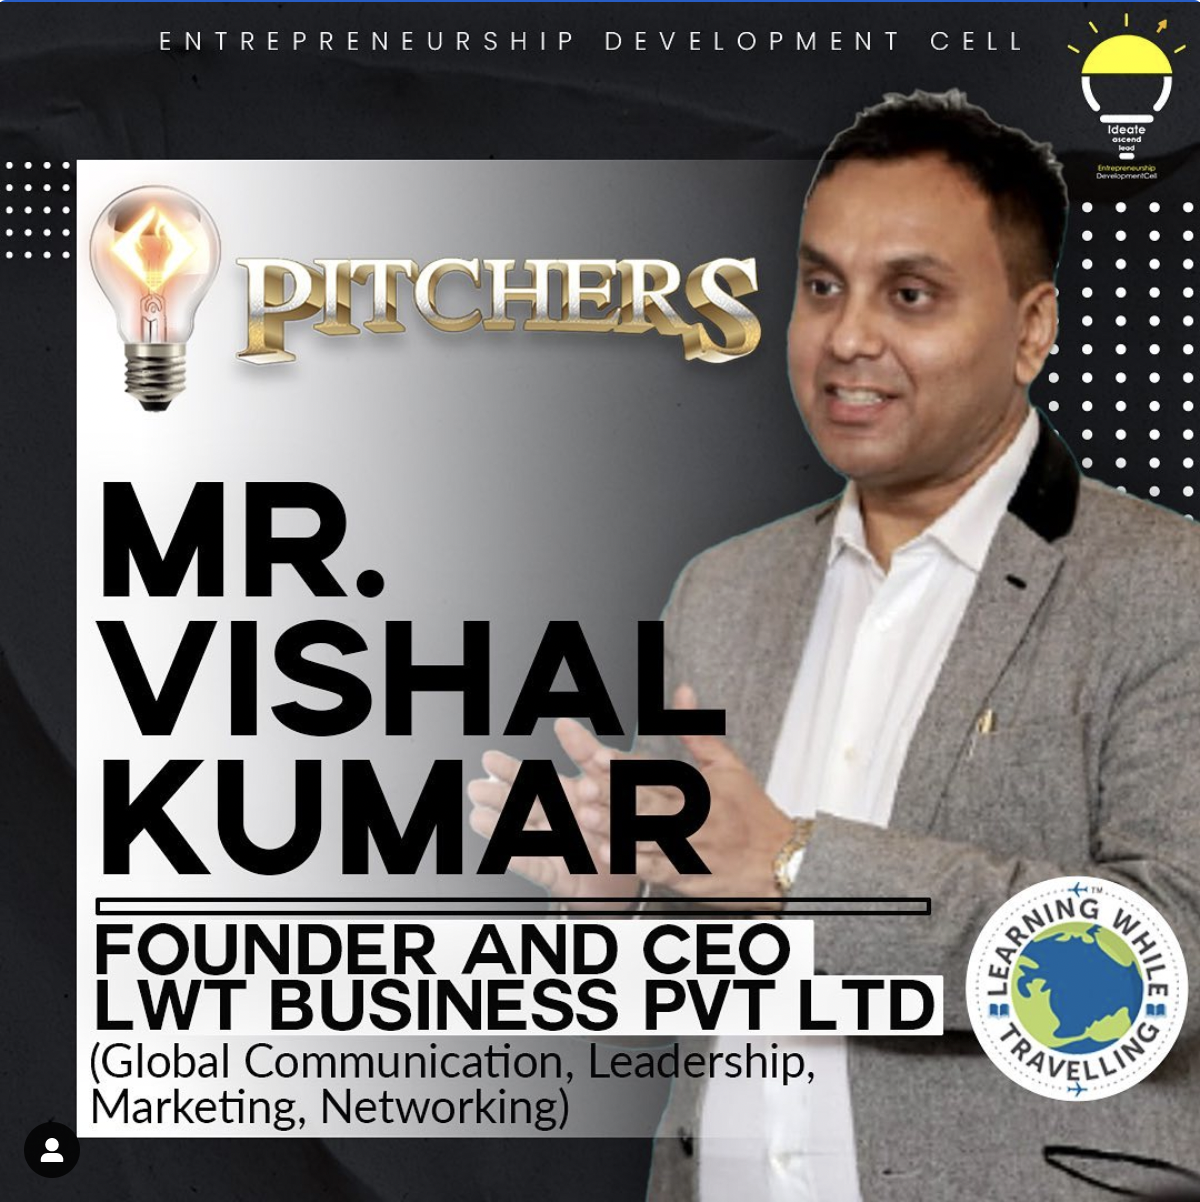 ENTREPRENEURSHIP DEVELOPMENT CELL
Ideate
ascend
lead
Entrepreneurship
DevelopmentCell
PITCHERS
MR.
VISHAL
KUMAR
FOUNDER AND CEO
LWT BUSINESS PVT LTD
(Global Communication, Leadership,
Marketing, Networking)
LEARNING WHILE
TRAVELLING
TM